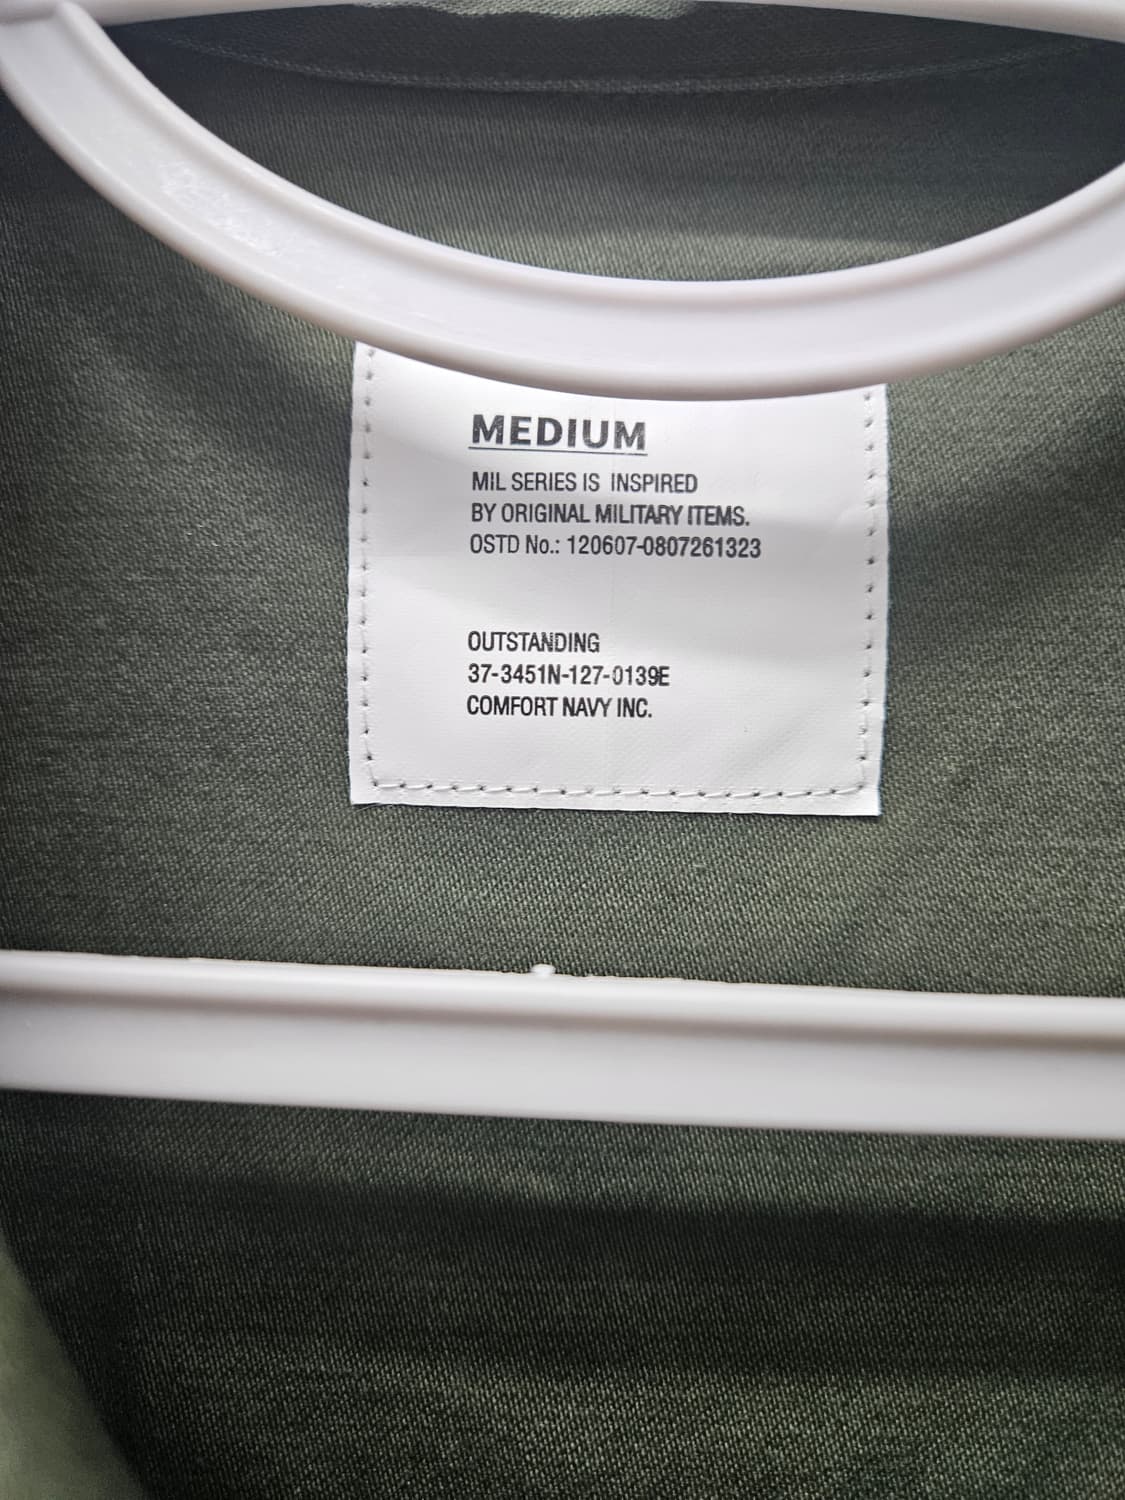 MEDIUM
MIL SERIES IS INSPIRED
BY ORIGINAL MILITARY ITEMS.
OSTD No.: 120607-0807261323
OUTSTANDING
37-3451N-127-0139E
COMFORT NAVY INC.